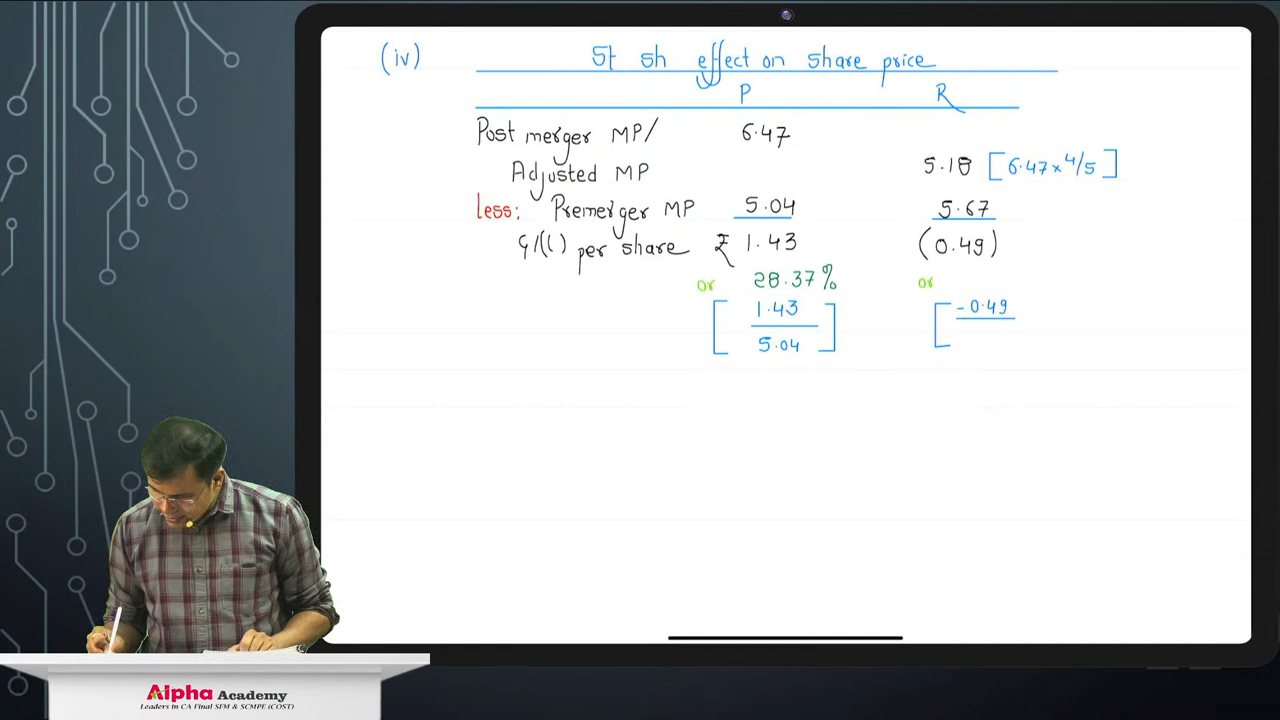 (iv) St sh effect on share price
P R
Post merger MP/ 6.47
Adjusted MP 5.18 [6.47 x 4/5]
less: Premerger MP 5.04 5.67
G/(L) per share ₹ 1.43 (0.49)
or 28.37% or
[1.43 [-0.49
5.04]
Alpha Academy
Leaders in CA Final SFM & SCMPE (COST)